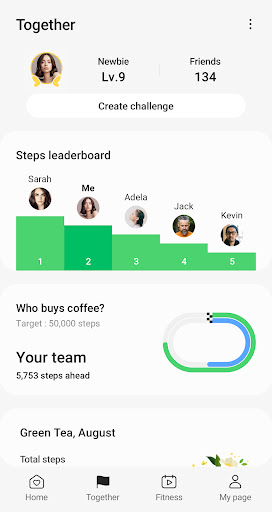 Together
Newbie
Lv.9
Friends
134
Create challenge
Steps leaderboard
Sarah
Me
Adela
Jack
Kevin
1
2
3
4
5
Who buys coffee?
Target : 50,000 steps
Your team
5,753 steps ahead
Green Tea, August
Total steps
Home
Together
Fitness
My page